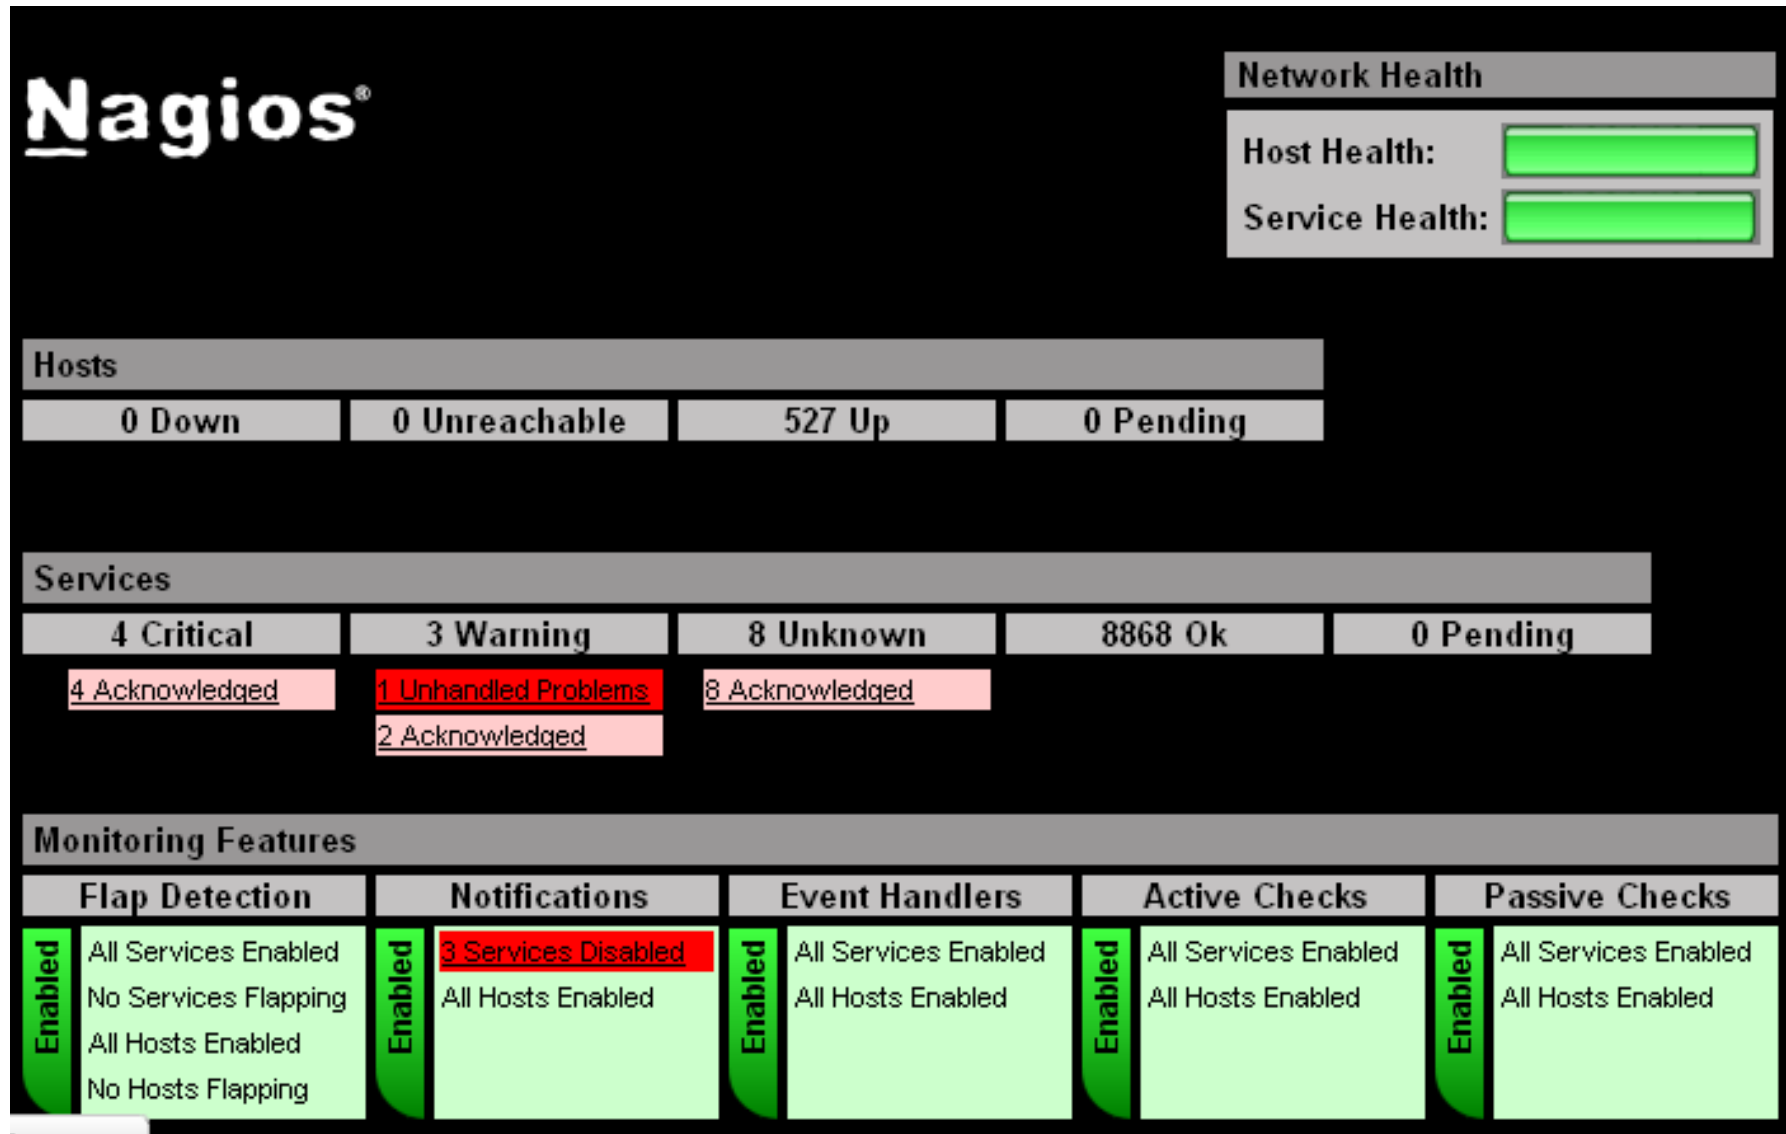 Nagios®
Network Health
Host Health:
Service Health:
Hosts
0 Down 0 Unreachable 527 Up 0 Pending
Services
4 Critical 3 Warning 8 Unknown 8868 Ok 0 Pending
4 Acknowledged 1 Unhandled Problems 8 Acknowledged
2 Acknowledged
Monitoring Features
Flap Detection Notifications Event Handlers Active Checks Passive Checks
Enabled
All Services Enabled
No Services Flapping
All Hosts Enabled
No Hosts Flapping
Enabled
3 Services Disabled
All Hosts Enabled
Enabled
All Services Enabled
All Hosts Enabled
Enabled
All Services Enabled
All Hosts Enabled
Enabled
All Services Enabled
All Hosts Enabled